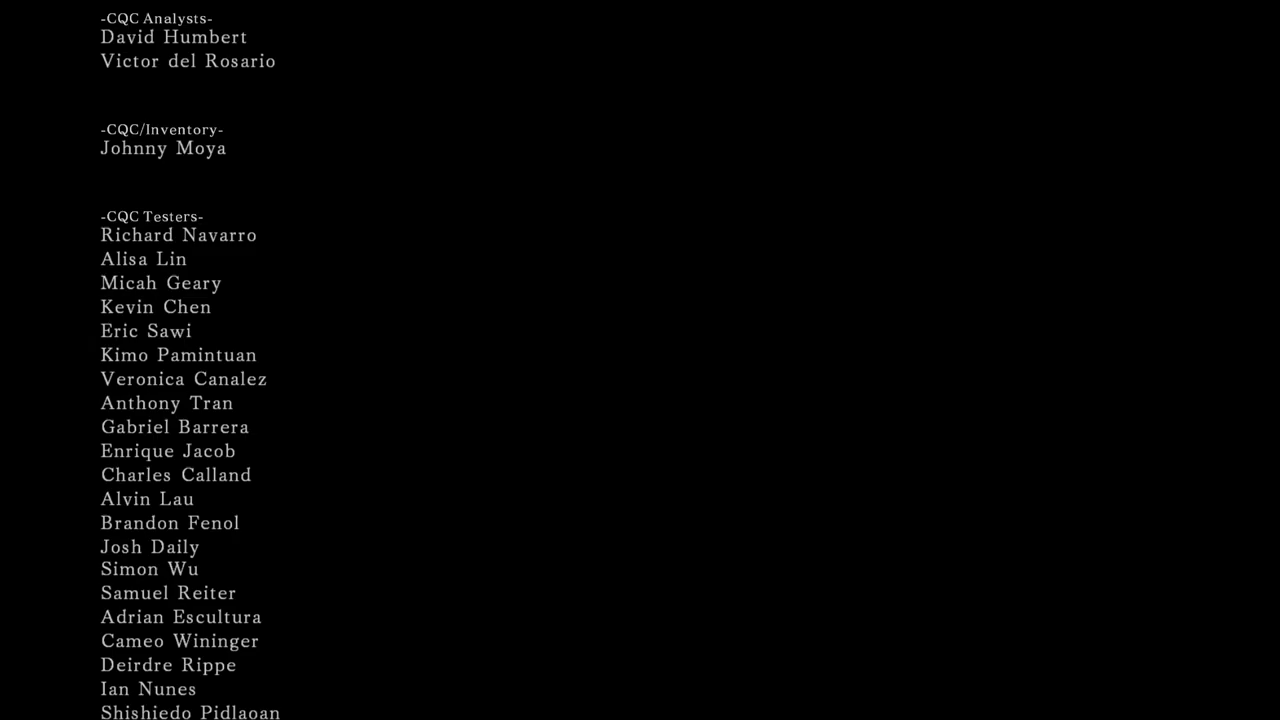 -CQC Analysts-
David Humbert
Victor del Rosario
-CQC/Inventory-
Johnny Moya
-CQC Testers-
Richard Navarro
Alisa Lin
Micah Geary
Kevin Chen
Eric Sawi
Kimo Pamintuan
Veronica Canalez
Anthony Tran
Gabriel Barrera
Enrique Jacob
Charles Calland
Alvin Lau
Brandon Fenol
Josh Daily
Simon Wu
Samuel Reiter
Adrian Escultura
Cameo Wininger
Deirdre Rippe
Ian Nunes
Shishiedo Pidlaoan